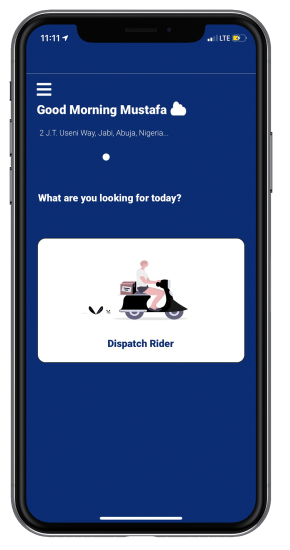 11:11 LTE
Good Morning Mustafa
2 J.T. Useni Way, Jabi, Abuja, Nigeria...
What are you looking for today?
Dispatch Rider